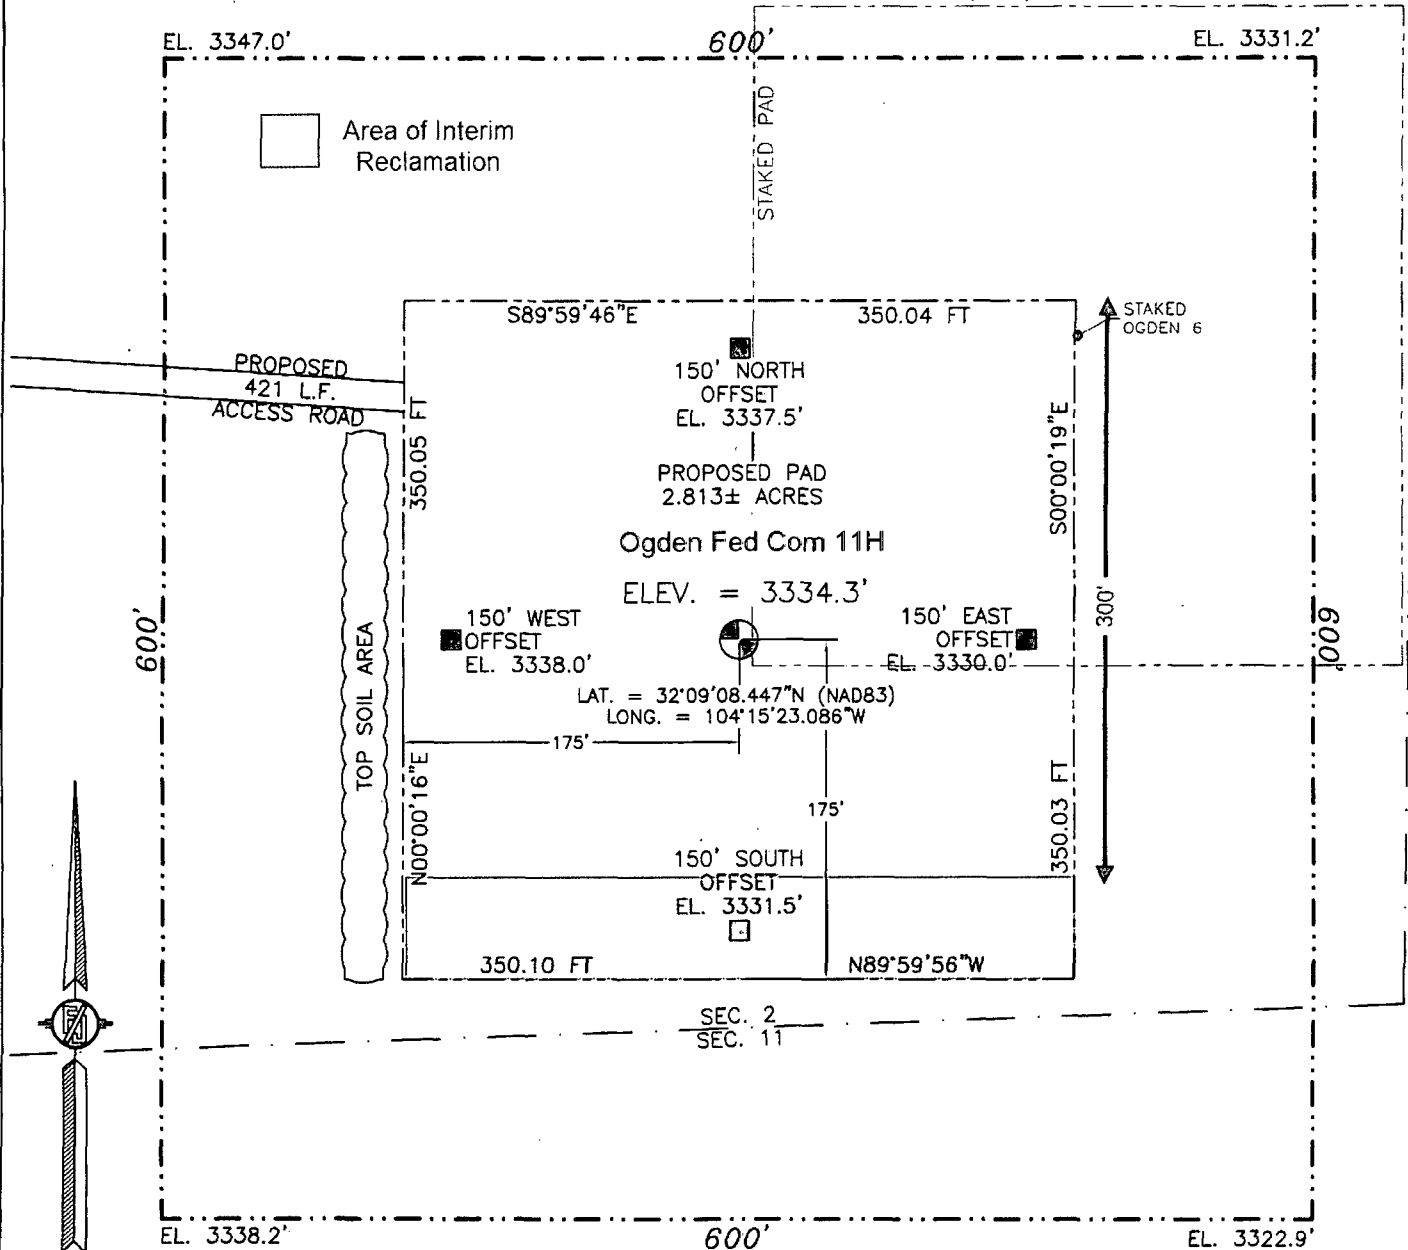 EL. 3347.0'
600'
EL. 3331.2'
Area of Interim
Reclamation
STAKED PAD
S89°59'46"E
350.04 FT
STAKED
OGDEN 6
PROPOSED
421 L.F.
ACCESS ROAD
150' NORTH
OFFSET
EL. 3337.5'
350.05 FT
S00°00'19"E
PROPOSED PAD
2.813± ACRES
Ogden Fed Com 11H
ELEV. = 3334.3'
600'
TOP SOIL AREA
150' WEST
OFFSET
EL. 3338.0'
150' EAST
OFFSET
EL. 3330.0'
300'
600'
LAT. = 32°09'08.447"N (NAD83)
LONG. = 104°15'23.086"W
175'
N00°00'16"E
175'
350.03 FT
150' SOUTH
OFFSET
EL. 3331.5'
350.10 FT
N89°59'56"W
SEC. 2
SEC. 11
EL. 3338.2'
600'
EL. 3322.9'